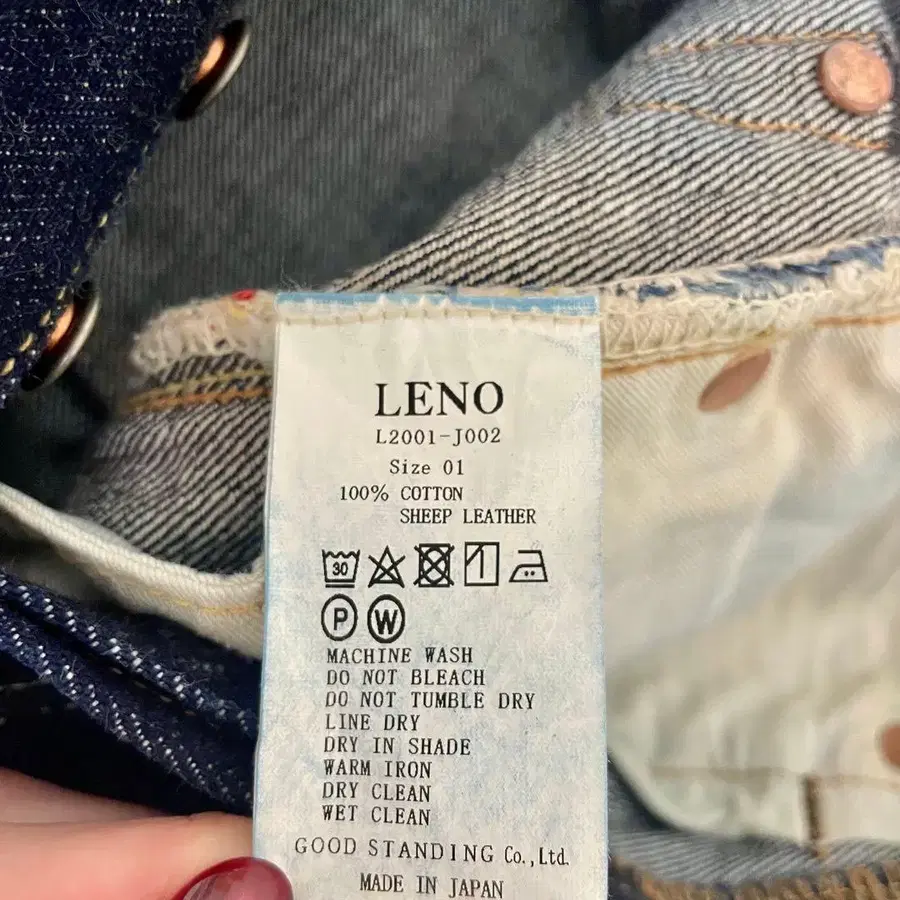 LENO
L2001-J002
Size 01
100% COTTON
SHEEP LEATHER
30
P W
MACHINE WASH
DO NOT BLEACH
DO NOT TUMBLE DRY
LINE DRY
DRY IN SHADE
WARM IRON
DRY CLEAN
WET CLEAN
GOOD STANDING Co., Ltd.
MADE IN JAPAN